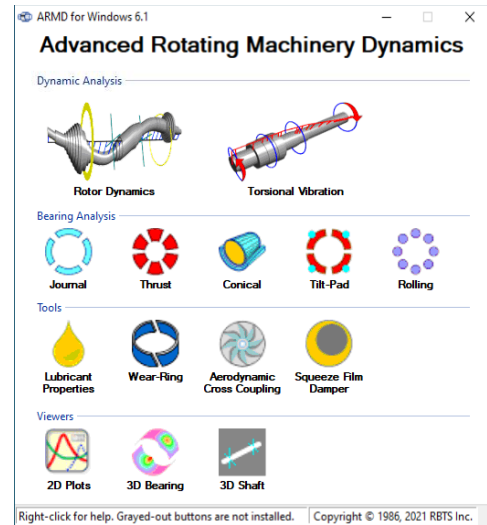 ARMD for Windows 6.1
Advanced Rotating Machinery Dynamics
Dynamic Analysis
Rotor Dynamics
Torsional Vibration
Bearing Analysis
Journal
Thrust
Conical
Tilt-Pad
Rolling
Tools
Lubricant
Properties
Wear-Ring
Aerodynamic
Cross Coupling
Squeeze Film
Damper
Viewers
2D Plots
3D Bearing
3D Shaft
Right-click for help. Grayed-out buttons are not installed.
Copyright © 1986, 2021 RBTS Inc.